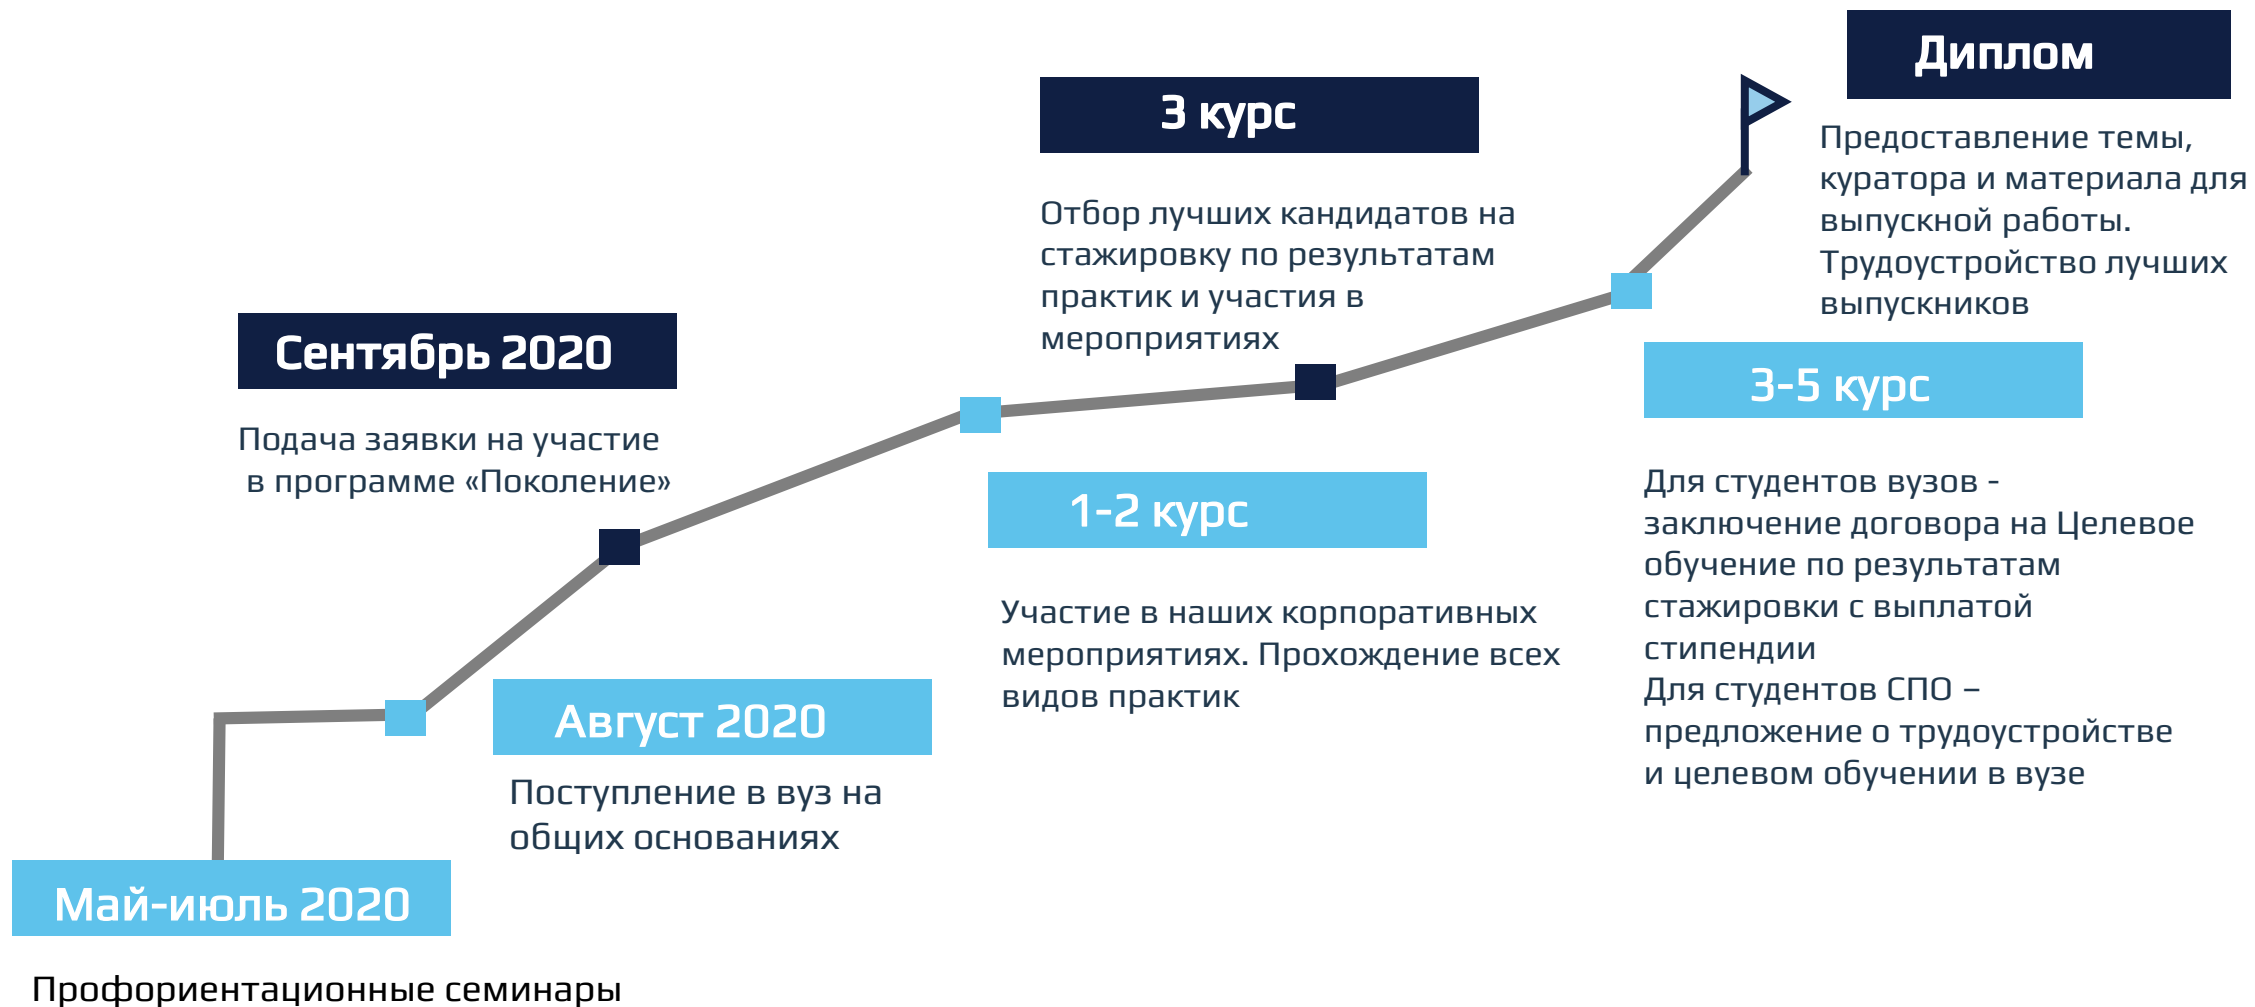 Диплом
Предоставление темы,
куратора и материала для
выпускной работы.
Трудоустройство лучших
выпускников
3 курс
Отбор лучших кандидатов на
стажировку по результатам
практик и участия в
мероприятиях
Сентябрь 2020
Подача заявки на участие
в программе «Поколение»
3-5 курс
Для студентов вузов -
заключение договора на Целевое
обучение по результатам
стажировки с выплатой
стипендии
Для студентов СПО –
предложение о трудоустройстве
и целевом обучении в вузе
1-2 курс
Участие в наших корпоративных
мероприятиях. Прохождение всех
видов практик
Август 2020
Поступление в вуз на
общих основаниях
Май-июль 2020
Профориентационные семинары